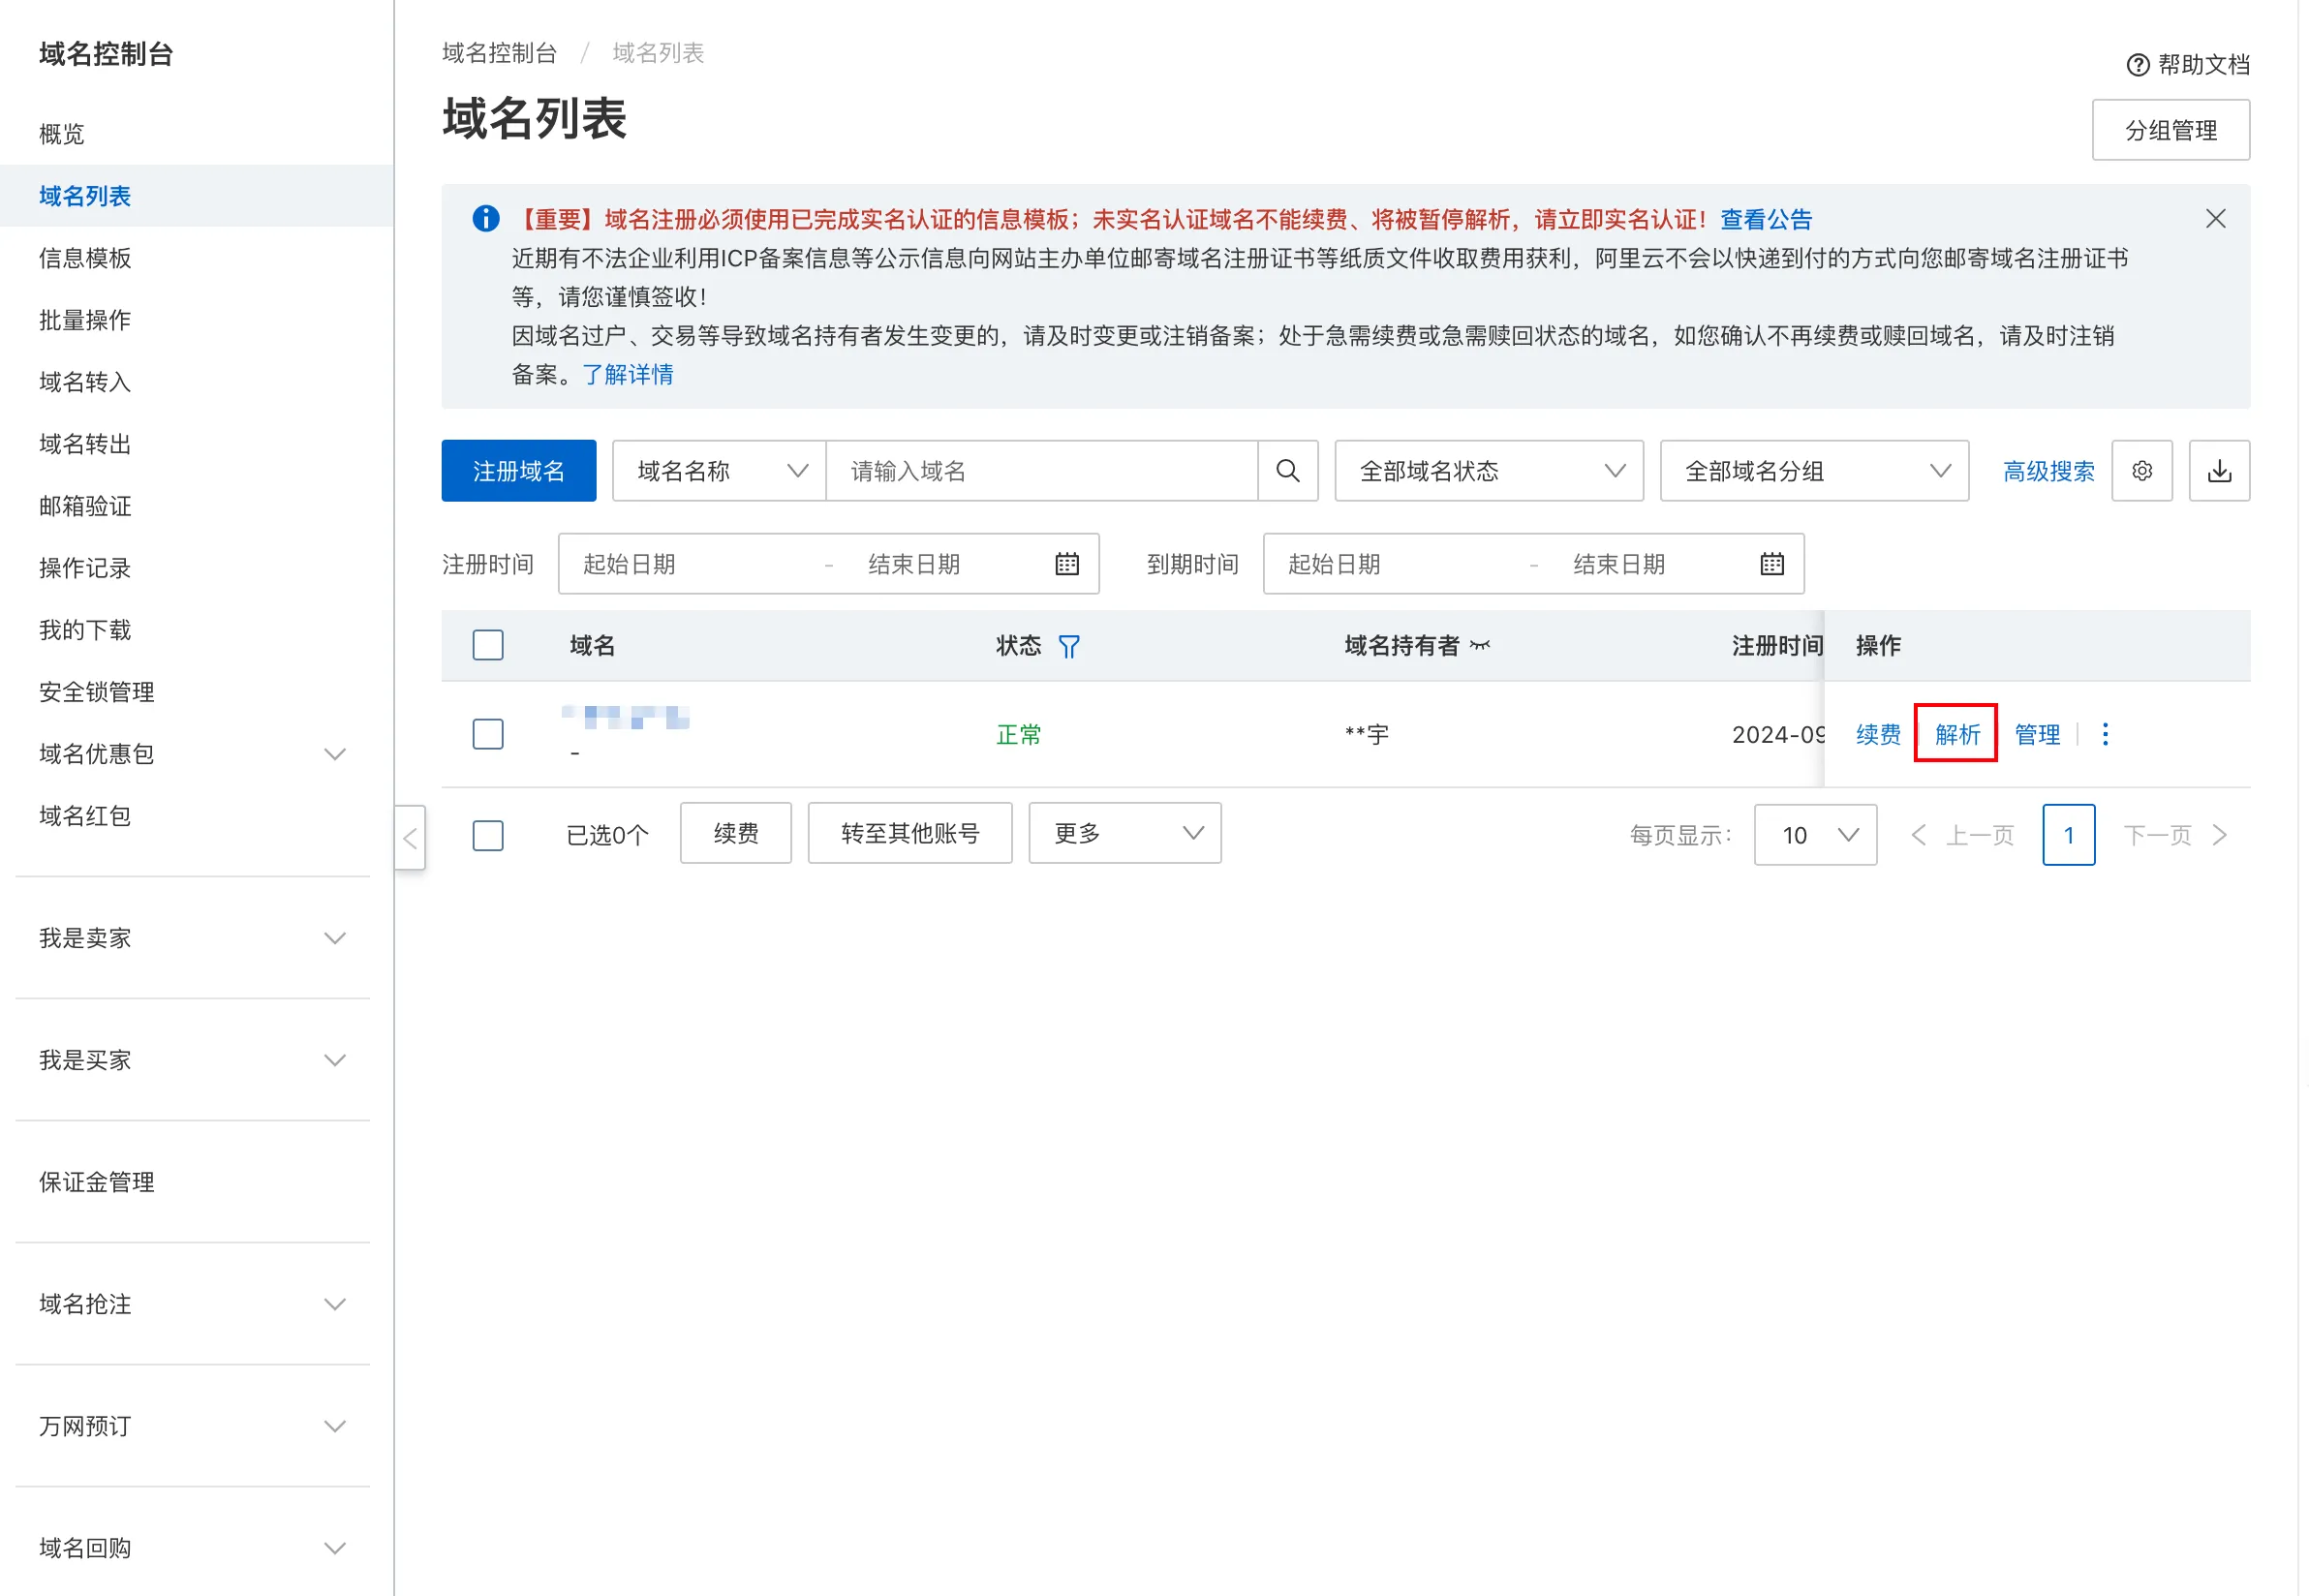 域名控制台
概览
域名列表
信息模板
批量操作
域名转入
域名转出
邮箱验证
操作记录
我的下载
安全锁管理
域名优惠包
域名红包
我是卖家
我是买家
保证金管理
域名抢注
万网预订
域名回购
域名控制台 / 域名列表
帮助文档
域名列表
分组管理
【重要】域名注册必须使用已完成实名认证的信息模板；未实名认证域名不能续费、将被暂停解析，请立即实名认证！查看公告
近期有不法企业利用ICP备案信息等公示信息向网站主办单位邮寄域名注册证书等纸质文件收取费用获利，阿里云不会以快递到付的方式向您邮寄域名注册证书
等，请您谨慎签收！
因域名过户、交易等导致域名持有者发生变更的，请及时变更或注销备案；处于急需续费或急需赎回状态的域名，如您确认不再续费或赎回域名，请及时注销
备案。了解详情
注册域名 域名名称 请输入域名 全部域名状态 全部域名分组 高级搜索
注册时间 起始日期 - 结束日期 到期时间 起始日期 - 结束日期
域名 状态 域名持有者 注册时间 操作
- 正常 **宇 2024-09 续费 解析 管理
已选0个 续费 转至其他账号 更多 每页显示： 10 上一页 1 下一页